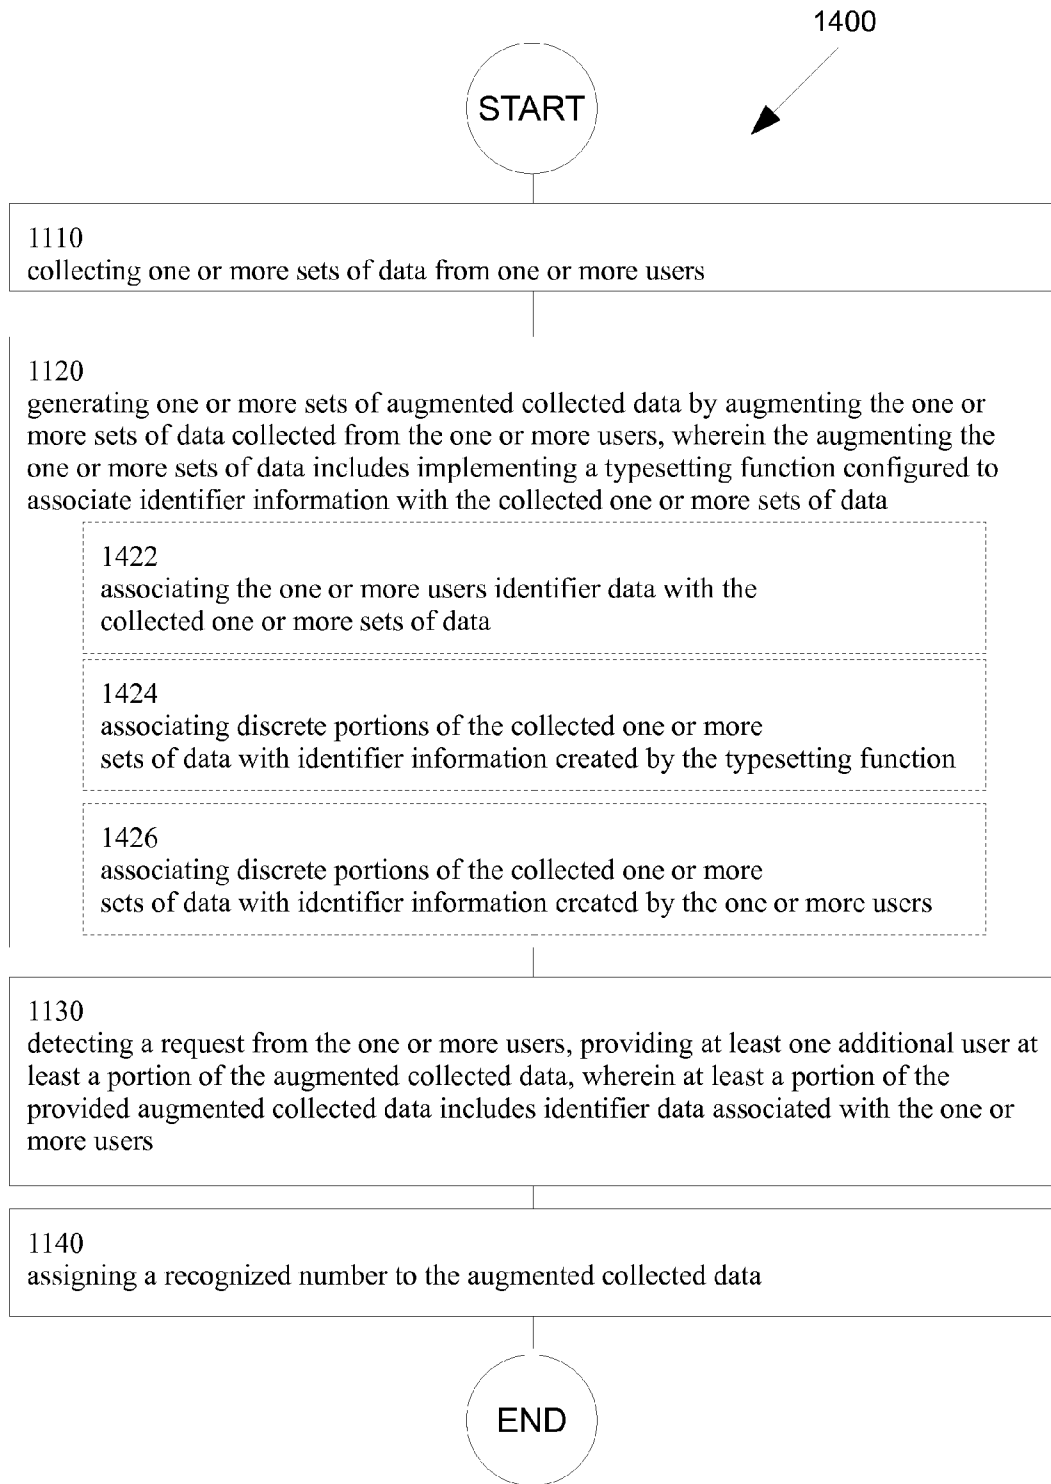 1400
START
1110
collecting one or more sets of data from one or more users
1120
generating one or more sets of augmented collected data by augmenting the one or
more sets of data collected from the one or more users, wherein the augmenting the
one or more sets of data includes implementing a typesetting function configured to
associate identifier information with the collected one or more sets of data
1422
associating the one or more users identifier data with the
collected one or more sets of data
1424
associating discrete portions of the collected one or more
sets of data with identifier information created by the typesetting function
1426
associating discrete portions of the collected one or more
sets of data with identifier information created by the one or more users
1130
detecting a request from the one or more users, providing at least one additional user at
least a portion of the augmented collected data, wherein at least a portion of the
provided augmented collected data includes identifier data associated with the one or
more users
1140
assigning a recognized number to the augmented collected data
END